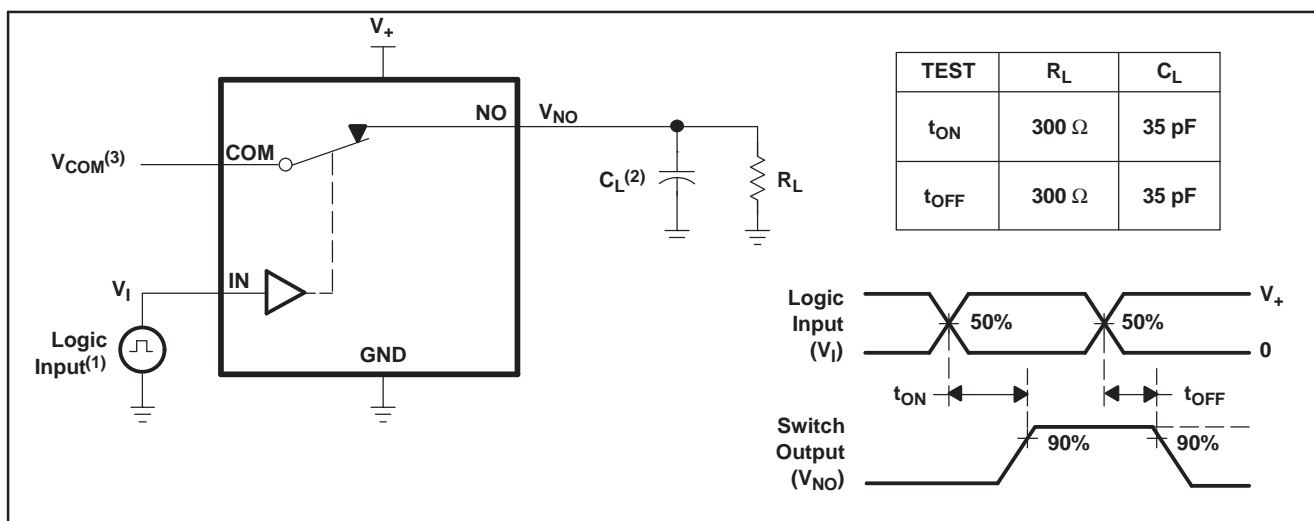 V+
NO
VNO
COM
VCOM(3)
CL(2)
RL
IN
VI
Logic
Input(1)
GND
TEST RL CL
tON 300 Ω 35 pF
tOFF 300 Ω 35 pF
Logic
Input
(VI)
50%
50%
V+
0
tON
tOFF
Switch
Output
(VNO)
90%
90%